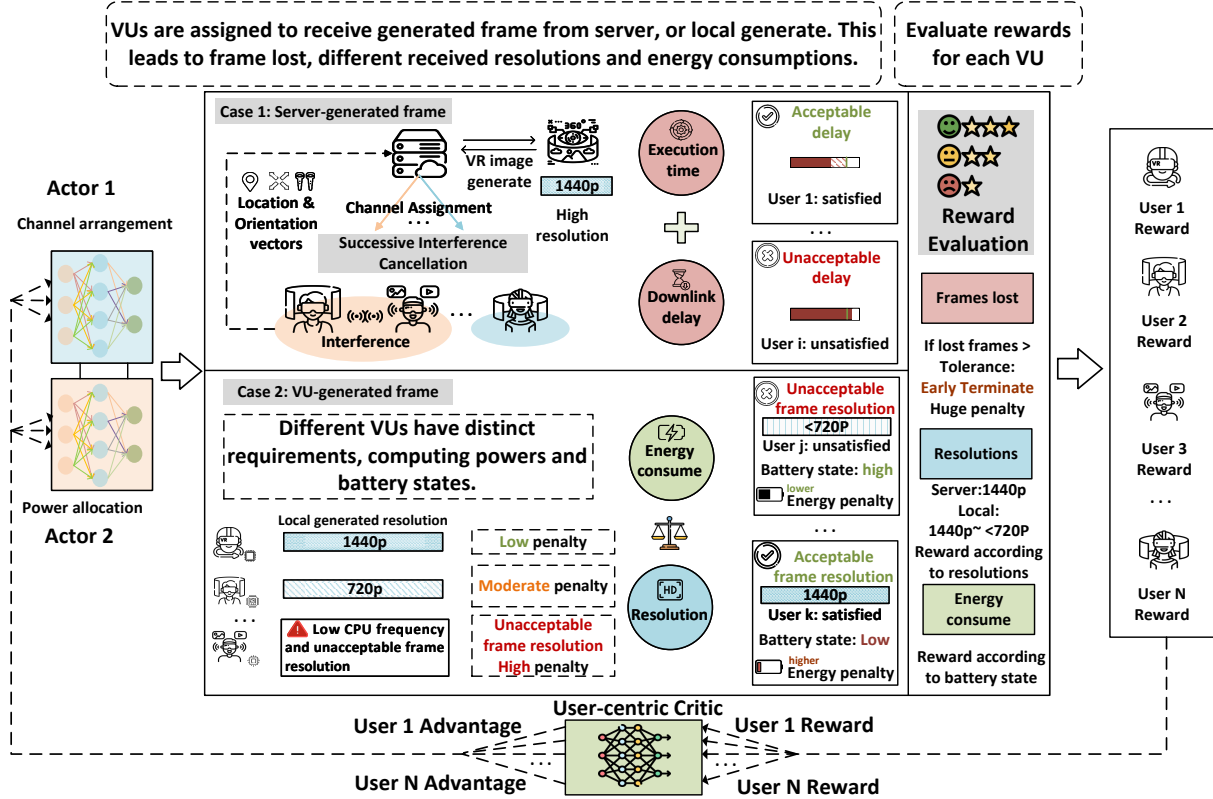 VUs are assigned to receive generated frame from server, or local generate. This
leads to frame lost, different received resolutions and energy consumptions.
Evaluate rewards
for each VU
Actor 1
Channel arrangement
Power allocation
Actor 2
Case 1: Server-generated frame
Location &
Orientation
vectors
VR image
generate
360°
1440p
High
resolution
Channel Assignment
...
Successive Interference
Cancellation
...
Interference
Execution
time
Downlink
delay
Acceptable
delay
User 1: satisfied
...
Unacceptable
delay
User i: unsatisfied
Case 2: VU-generated frame
Different VUs have distinct
requirements, computing powers and
battery states.
Local generated resolution
VR
1440p
Low penalty
720p
Moderate penalty
...
Low CPU frequency
and unacceptable frame
resolution
Unacceptable
frame resolution
High penalty
Energy
consume
HD
Resolution
Unacceptable
frame resolution
<720P
User j: unsatisfied
Battery state: high
lower
Energy penalty
...
Acceptable
frame resolution
1440p
User k: satisfied
Battery state: Low
higher
Energy penalty
Reward
Evaluation
Frames lost
If lost frames >
Tolerance:
Early Terminate
Huge penalty
Resolutions
Server:1440p
Local:
1440p~ <720P
Reward according
to resolutions
Energy
consume
Reward according
to battery state
VR
User 1
Reward
User 2
Reward
User 3
Reward
...
User N
Reward
User-centric Critic
User 1 Advantage
...
User N Advantage
User 1 Reward
...
User N Reward